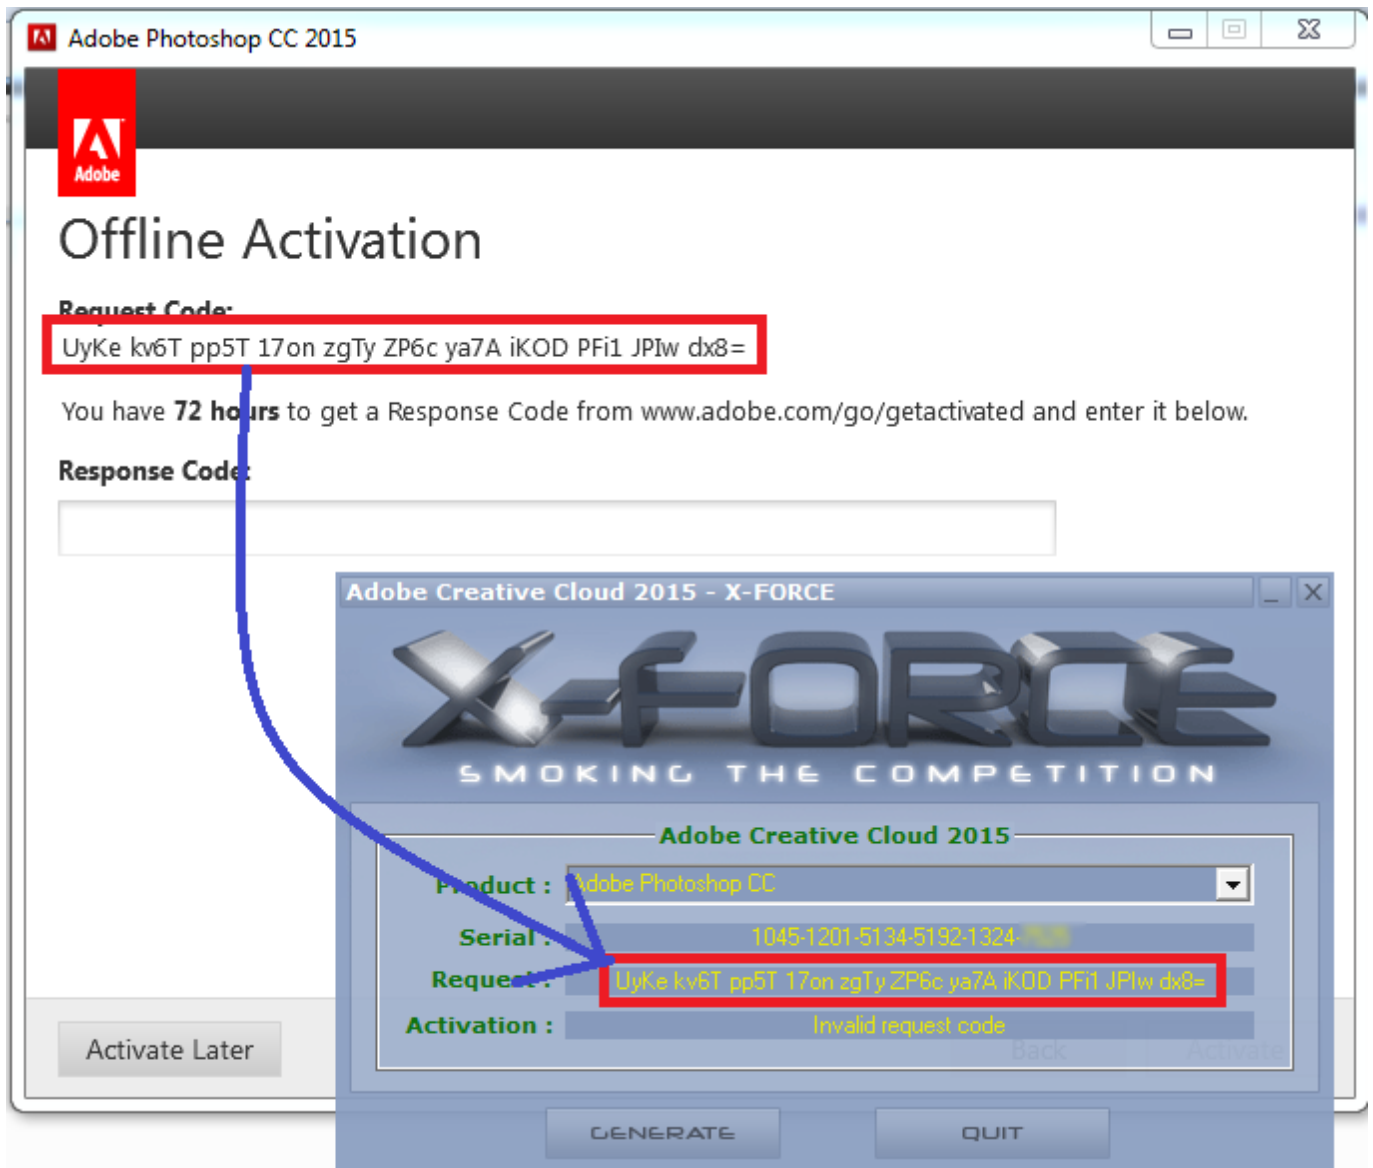 Adobe Photoshop CC 2015
Adobe
Offline Activation
Request Code:
UyKe kv6T pp5T 17on zgTy ZP6c ya7A iKOD PFi1 JPIw dx8=
You have 72 hours to get a Response Code from www.adobe.com/go/getactivated and enter it below.
Response Code:
Adobe Creative Cloud 2015 - X-FORCE
X-FORCE
SMOKING THE COMPETITION
Adobe Creative Cloud 2015
Product : Adobe Photoshop CC
Serial : 1045-1201-5134-5192-1324-
Request : UyKe kv6T pp5T 17on zgTy ZP6c ya7A iKOD PFi1 JPIw dx8=
Activation : Invalid request code
Activate Later
Back Activate
GENERATE QUIT